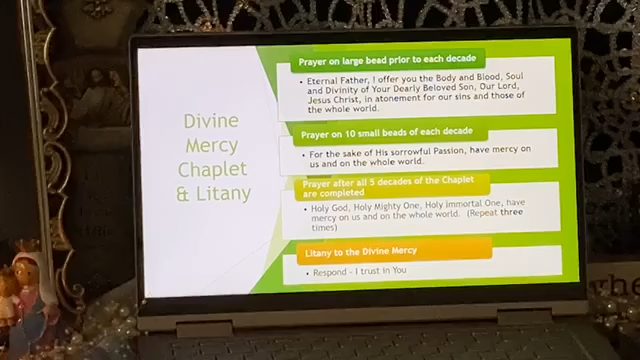 Divine
Mercy
Chaplet
& Litany
Prayer on large bead prior to each decade
• Eternal Father, I offer you the Body and Blood, Soul
and Divinity of Your Dearly Beloved Son, Our Lord,
Jesus Christ, in atonement for our sins and those of
the whole world.
Prayer on 10 small beads of each decade
• For the sake of His sorrowful Passion, have mercy on
us and on the whole world.
Prayer after all 5 decades of the Chaplet
are completed
• Holy God, Holy Mighty One, Holy Immortal One, have
mercy on us and on the whole world. (Repeat three
times)
Litany to the Divine Mercy
• Respond - I trust in You